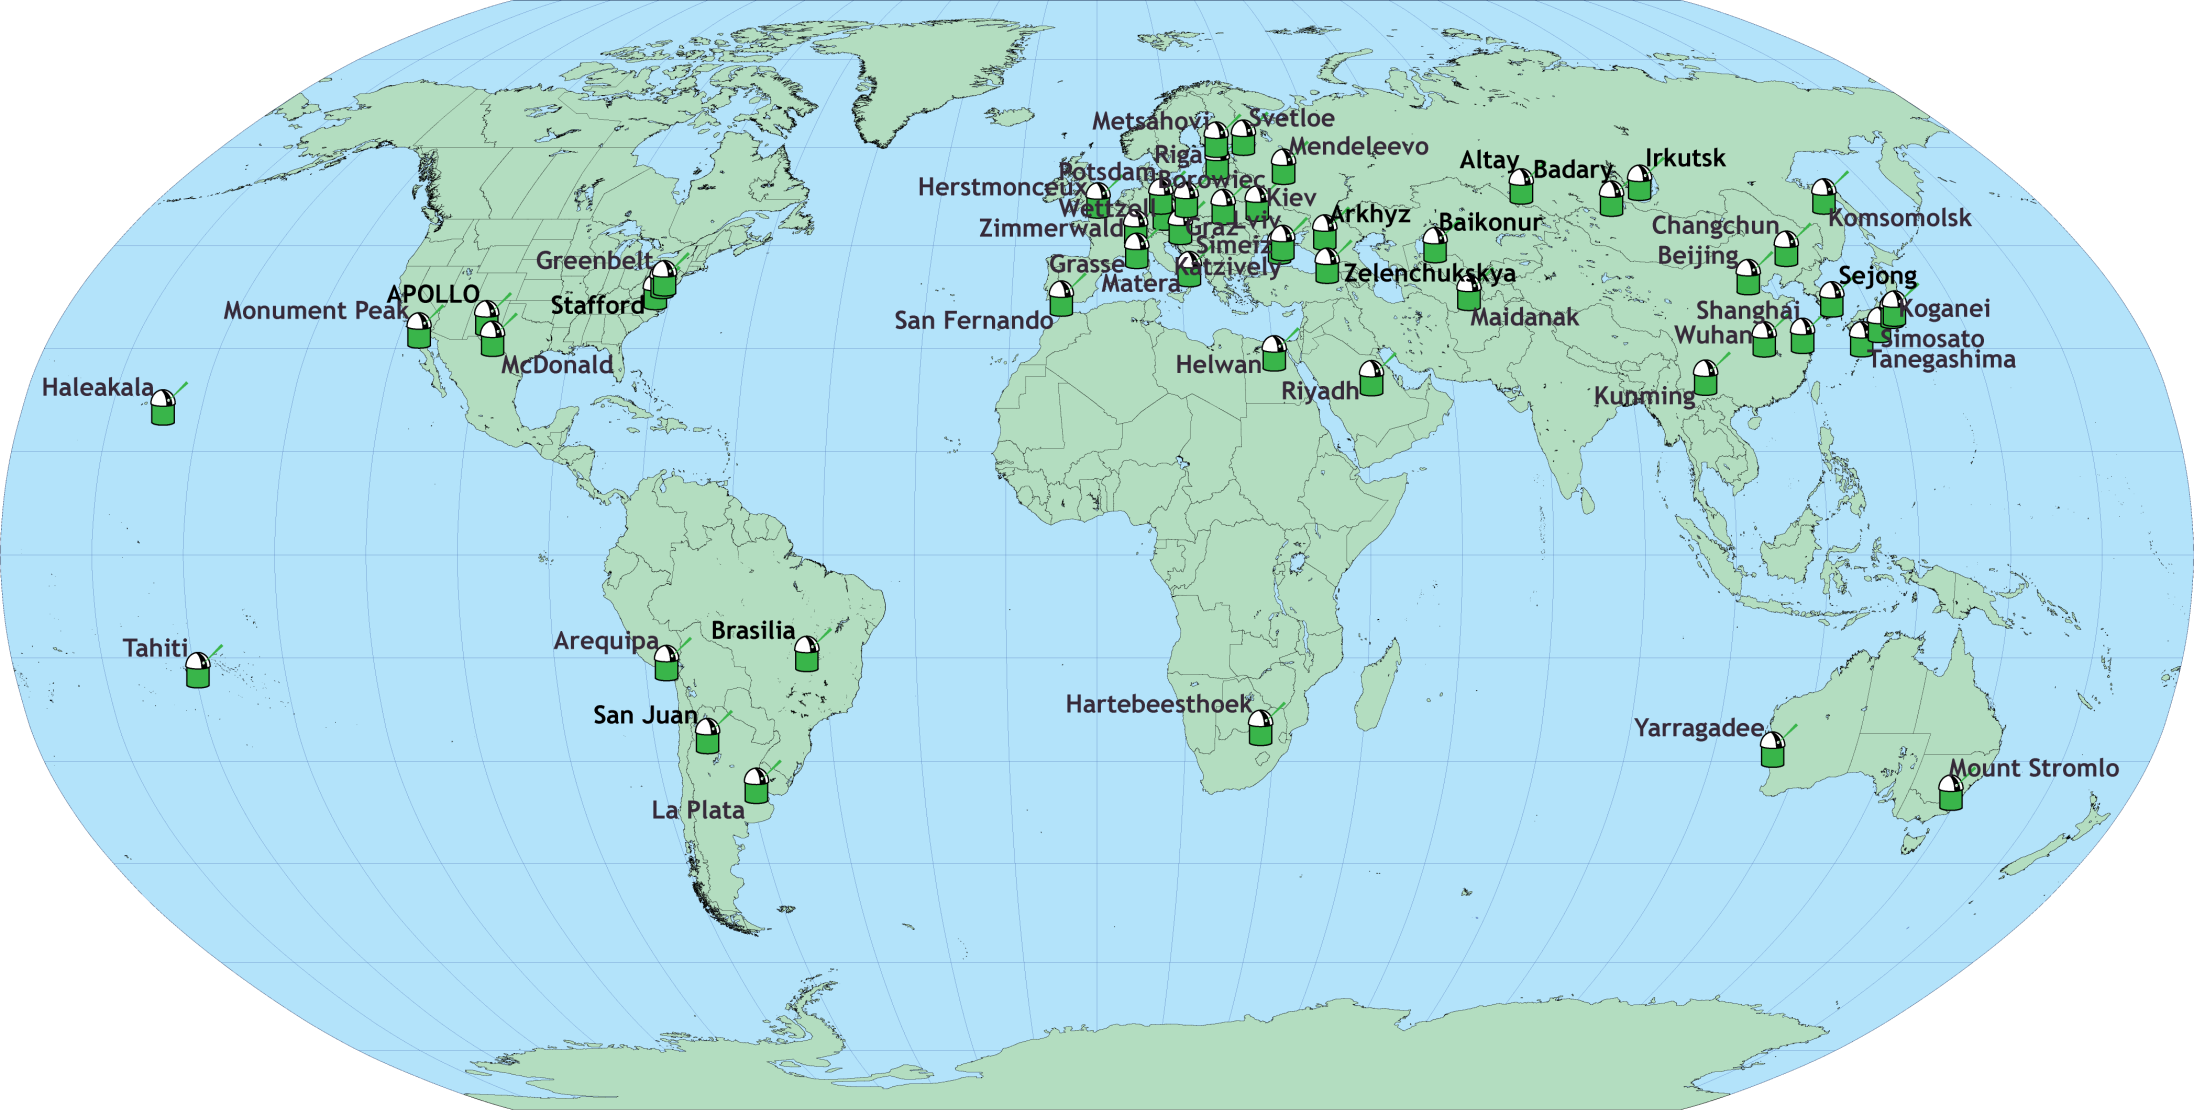 Metsahovi
Svetloe
Mendeleevo
Riga
Altay
Badary
Irkutsk
Potsdam
Borowiec
Herstmonceux
Kiev
Wettzell
Arkhyz
Komsomolsk
Zimmerwald
Graz
Lviv
Baikonur
Changchun
Simeiz
Beijing
Greenbelt
Grasse
Katzively
Zelenchukskya
Sejong
Matera
APOLLO
Stafford
Monument Peak
San Fernando
Maidanak
Shanghai
Koganei
Wuhan
Simosato
Tanegashima
McDonald
Helwan
Haleakala
Riyadh
Kunming
Tahiti
Arequipa
Brasilia
San Juan
Hartebeesthoek
Yarragadee
Mount Stromlo
La Plata